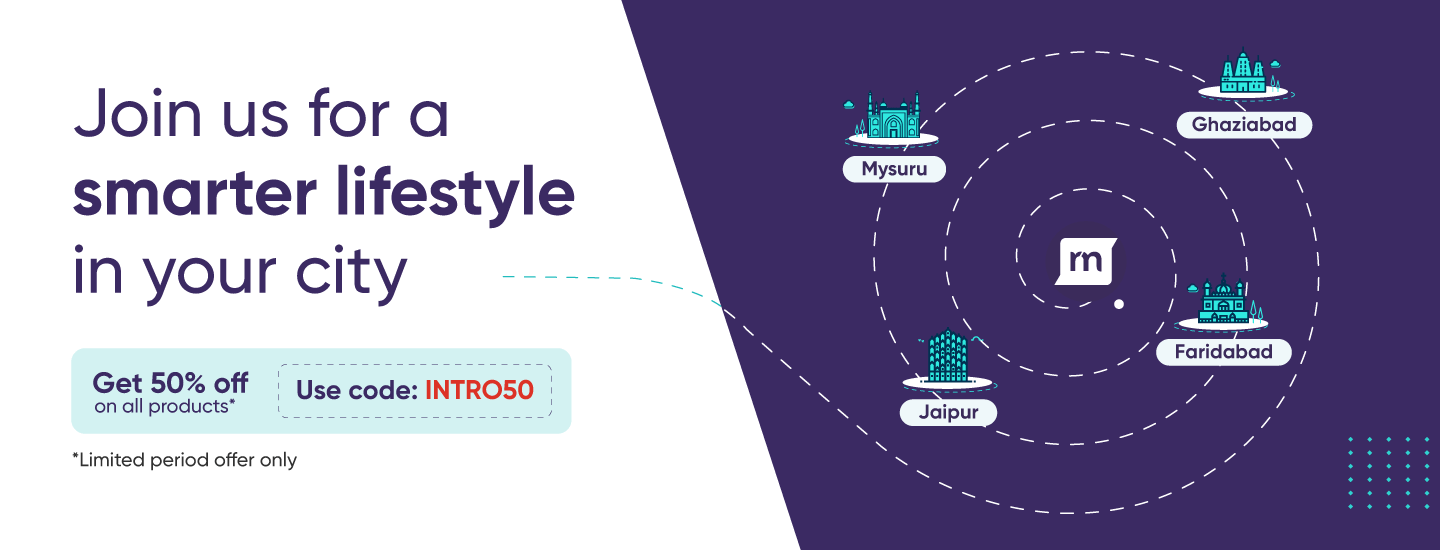 Join us for a
smarter lifestyle
in your city
Get 50% off
on all products*
Use code: INTRO50
*Limited period offer only
Mysuru
Ghaziabad
rn
Faridabad
Jaipur